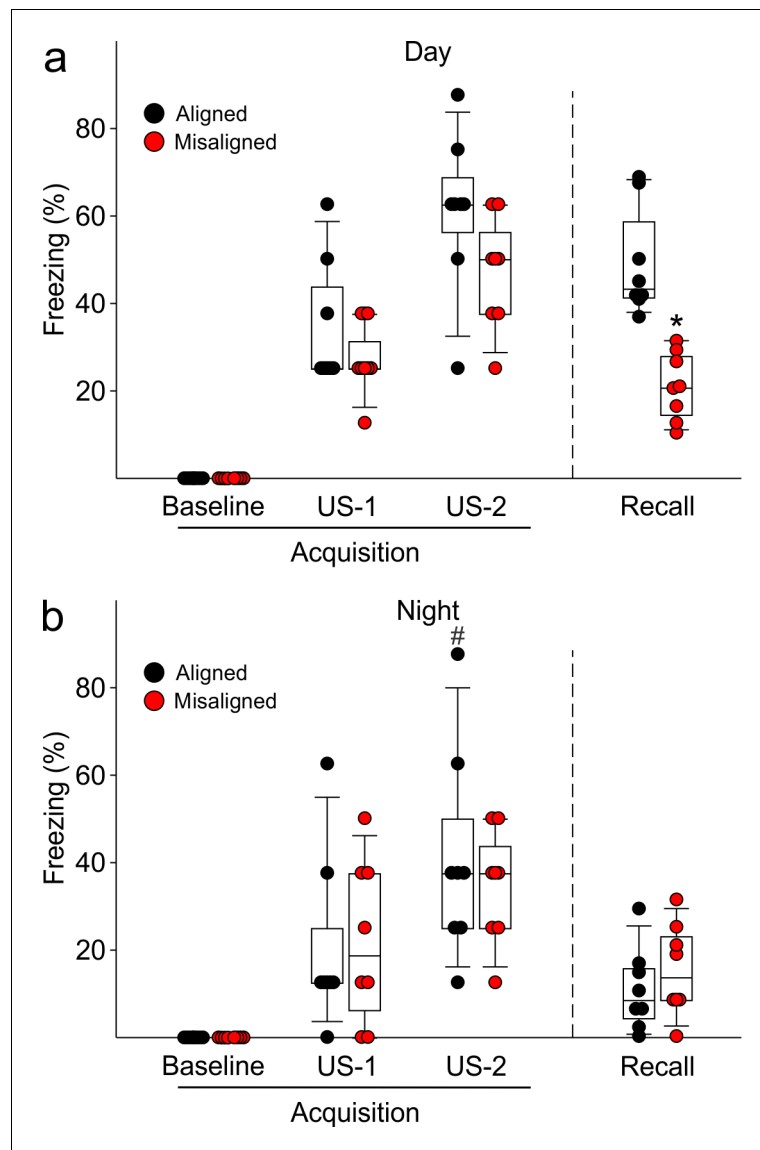 a
Day
Aligned
Misaligned
Freezing (%)
80
60
40
20
*
Baseline US-1 US-2 Recall
Acquisition
b
Night
#
Aligned
Misaligned
Freezing (%)
80
60
40
20
Baseline US-1 US-2 Recall
Acquisition